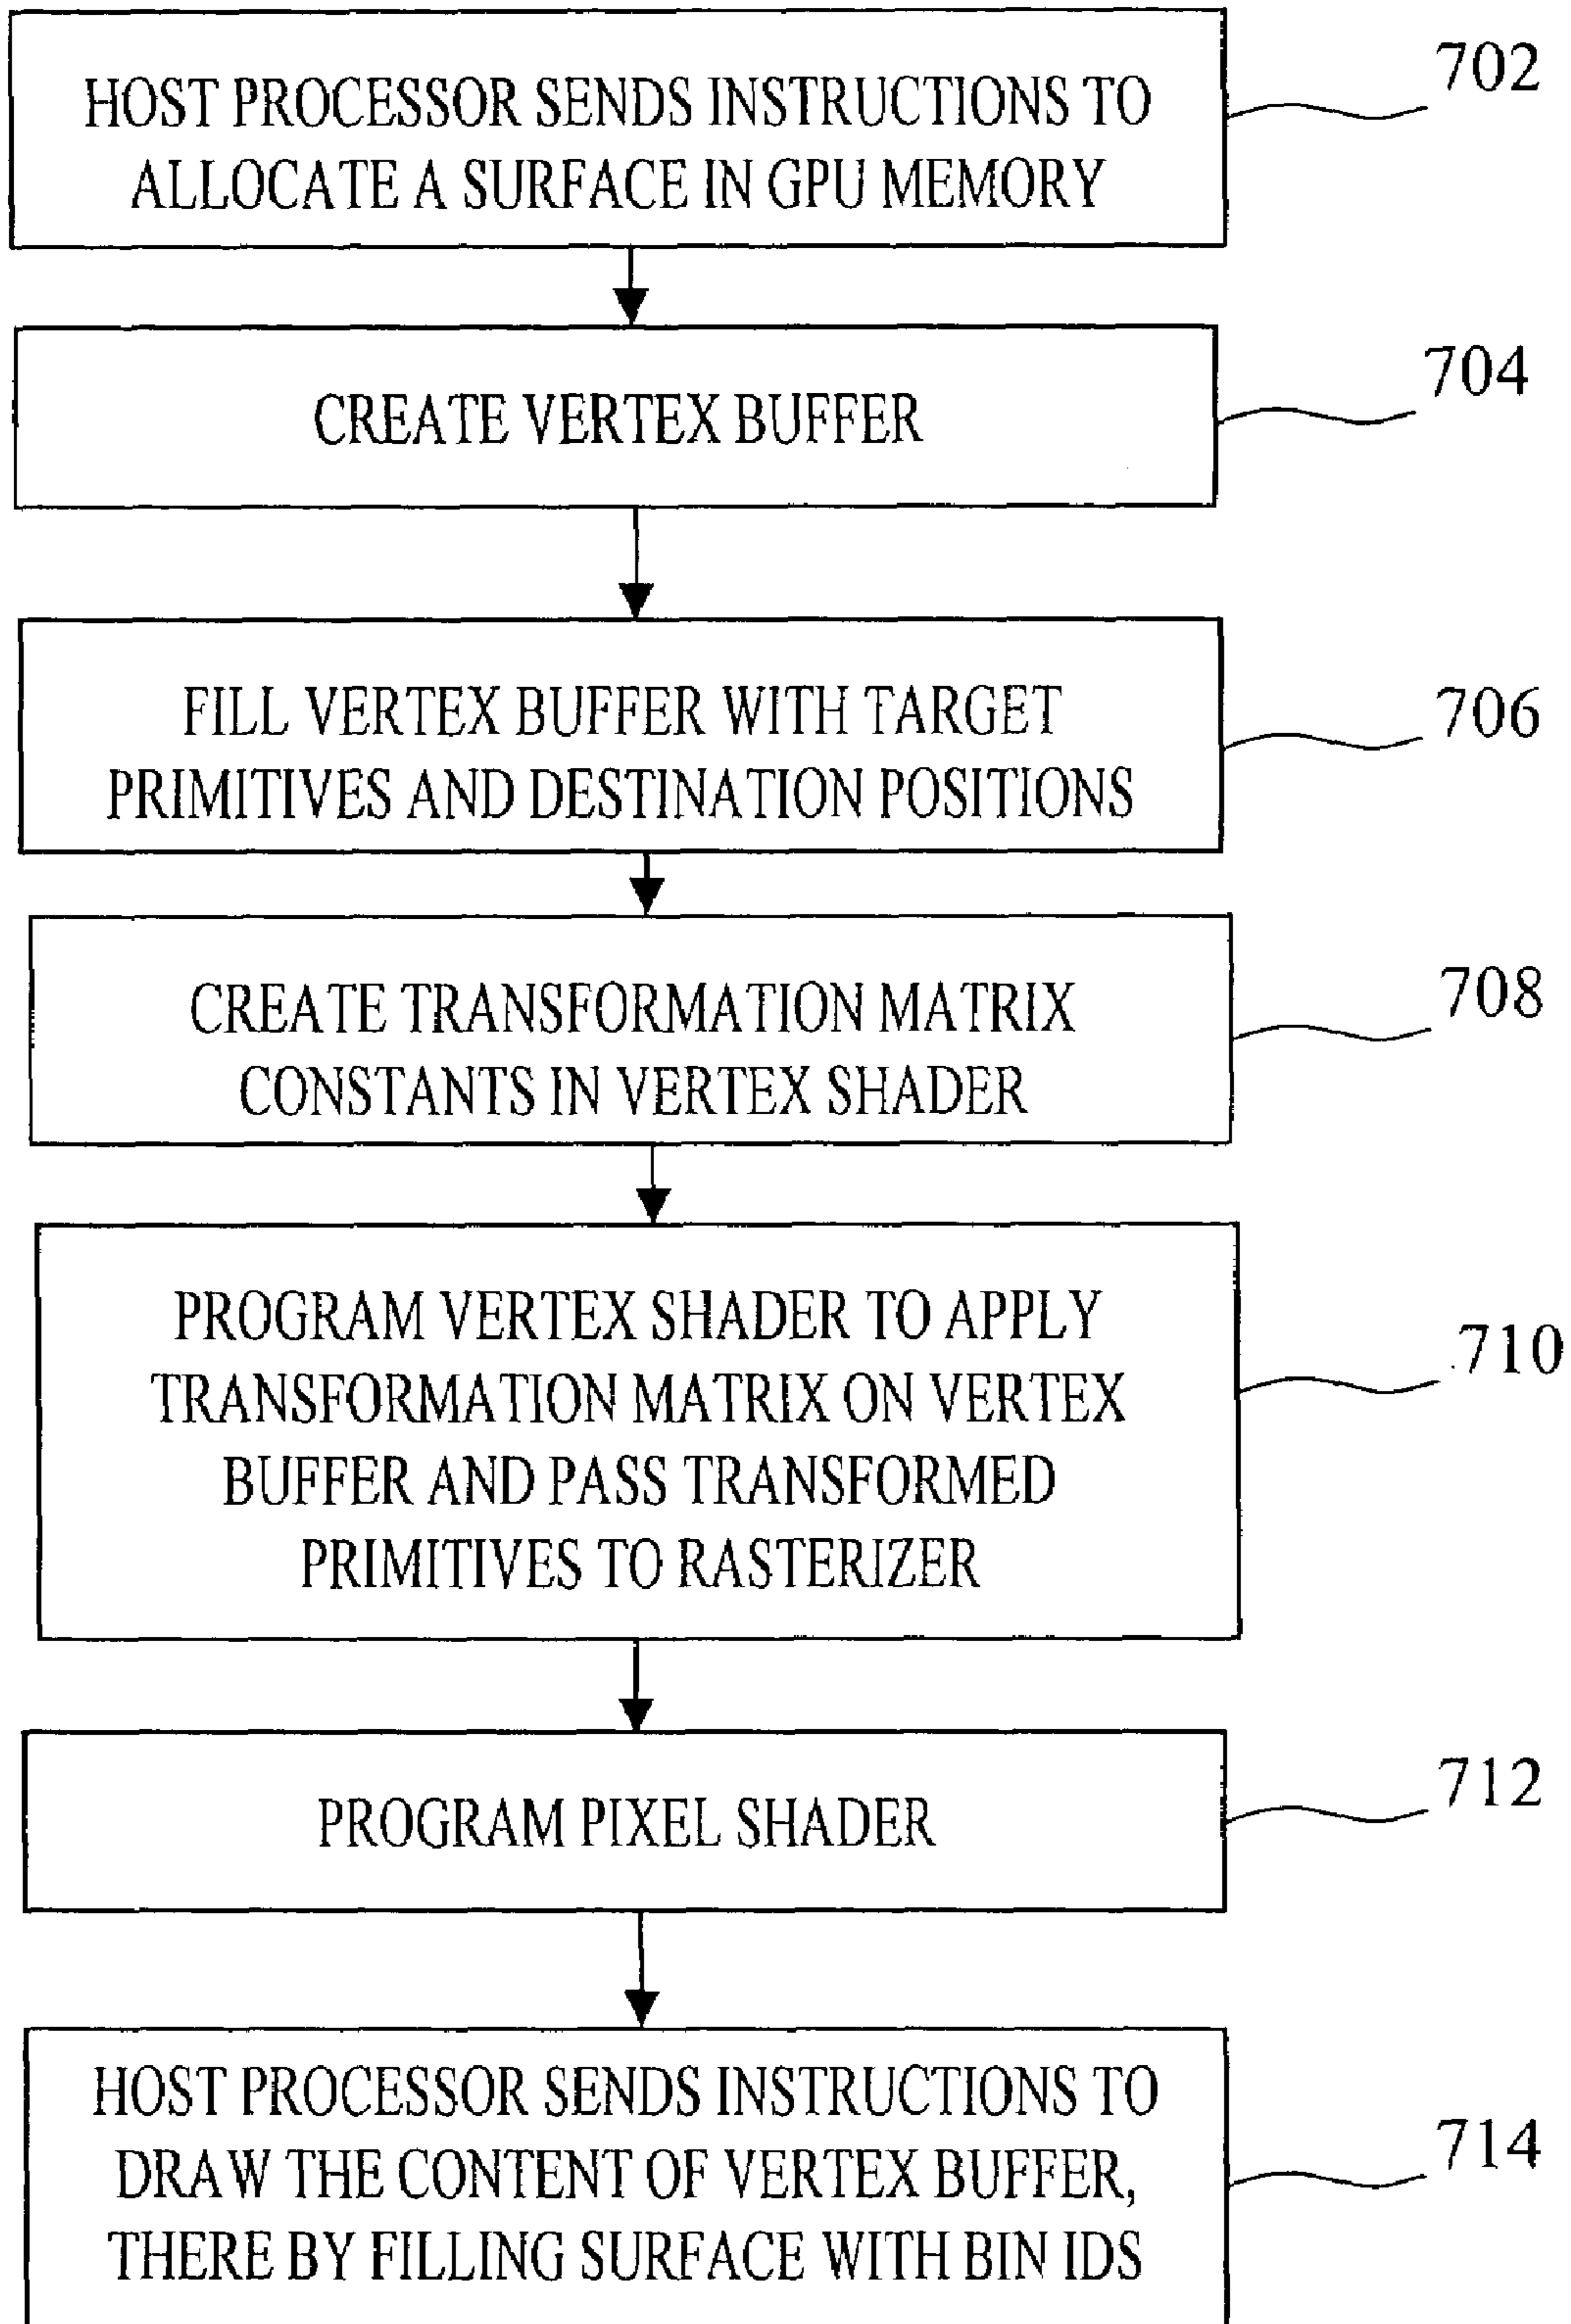 HOST PROCESSOR SENDS INSTRUCTIONS TO
ALLOCATE A SURFACE IN GPU MEMORY
702
CREATE VERTEX BUFFER
704
FILL VERTEX BUFFER WITH TARGET
PRIMITIVES AND DESTINATION POSITIONS
706
CREATE TRANSFORMATION MATRIX
CONSTANTS IN VERTEX SHADER
708
PROGRAM VERTEX SHADER TO APPLY
TRANSFORMATION MATRIX ON VERTEX
BUFFER AND PASS TRANSFORMED
PRIMITIVES TO RASTERIZER
710
PROGRAM PIXEL SHADER
712
HOST PROCESSOR SENDS INSTRUCTIONS TO
DRAW THE CONTENT OF VERTEX BUFFER,
THERE BY FILLING SURFACE WITH BIN IDS
714